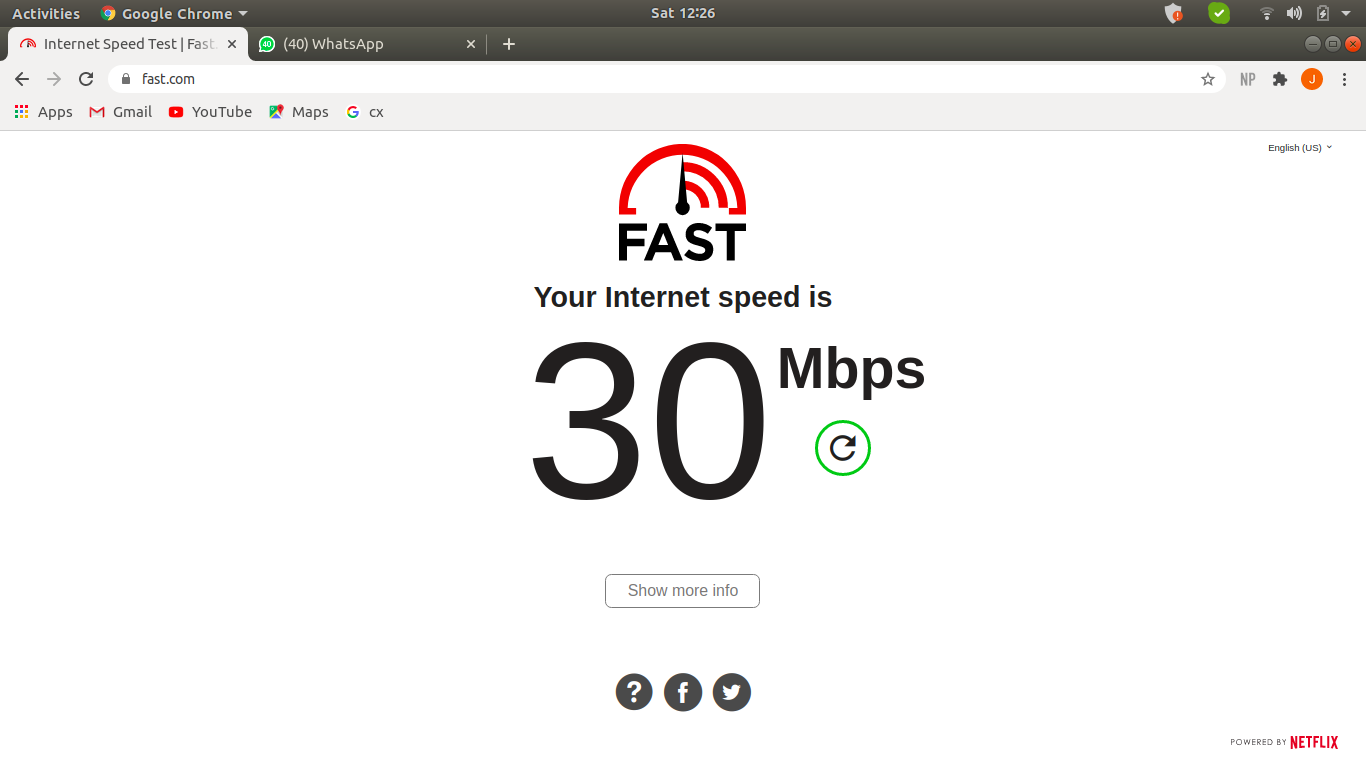 Activities Google Chrome Sat 12:26
Internet Speed Test | Fast. 40 (40) WhatsApp
fast.com NP J
Apps Gmail YouTube Maps G cx
English (US)
FAST
Your Internet speed is
30 Mbps
Show more info
? f
POWERED BY NETFLIX